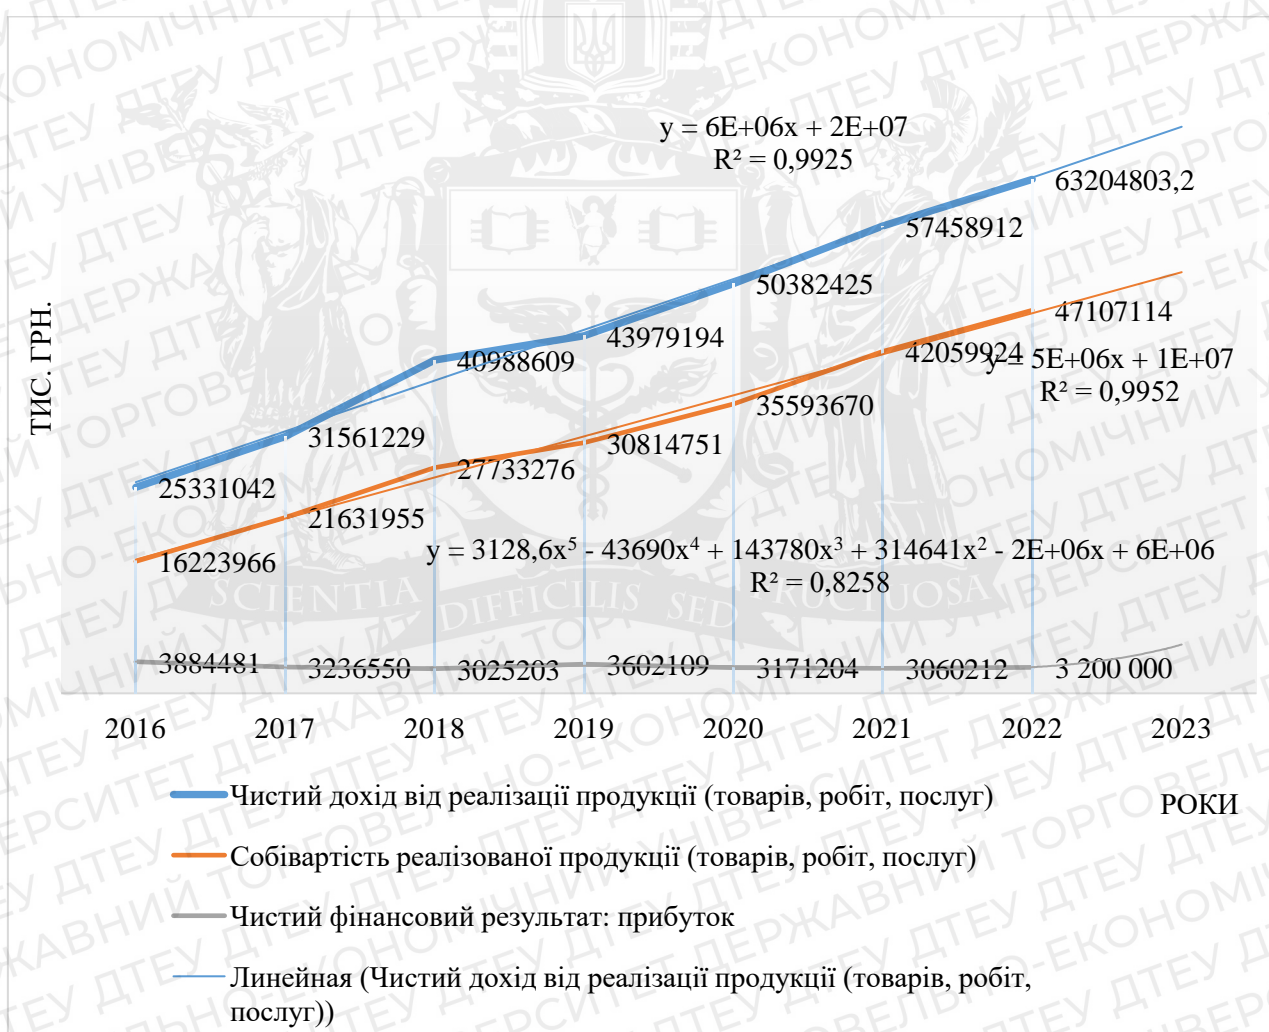 y = 6E+06x + 2E+07
R² = 0,9925
63204803,2
57458912
50382425
43979194
40988609
31561229
25331042
47107114
42059924
y = 5E+06x + 1E+07
R² = 0,9952
35593670
30814751
27733276
21631955
16223966
y = 3128,6x⁵ - 43690x⁴ + 143780x³ + 314641x² - 2E+06x + 6E+06
R² = 0,8258
SCIENTIA DIFFICILIS SED FRUCTUOSA
3884481 3236550 3025203 3602109 3171204 3060212 3 200 000
ТИС. ГРН.
2016 2017 2018 2019 2020 2021 2022 2023
РОКИ
Чистий дохід від реалізації продукції (товарів, робіт, послуг)
Собівартість реалізованої продукції (товарів, робіт, послуг)
Чистий фінансовий результат: прибуток
Линейная (Чистий дохід від реалізації продукції (товарів, робіт,
послуг))